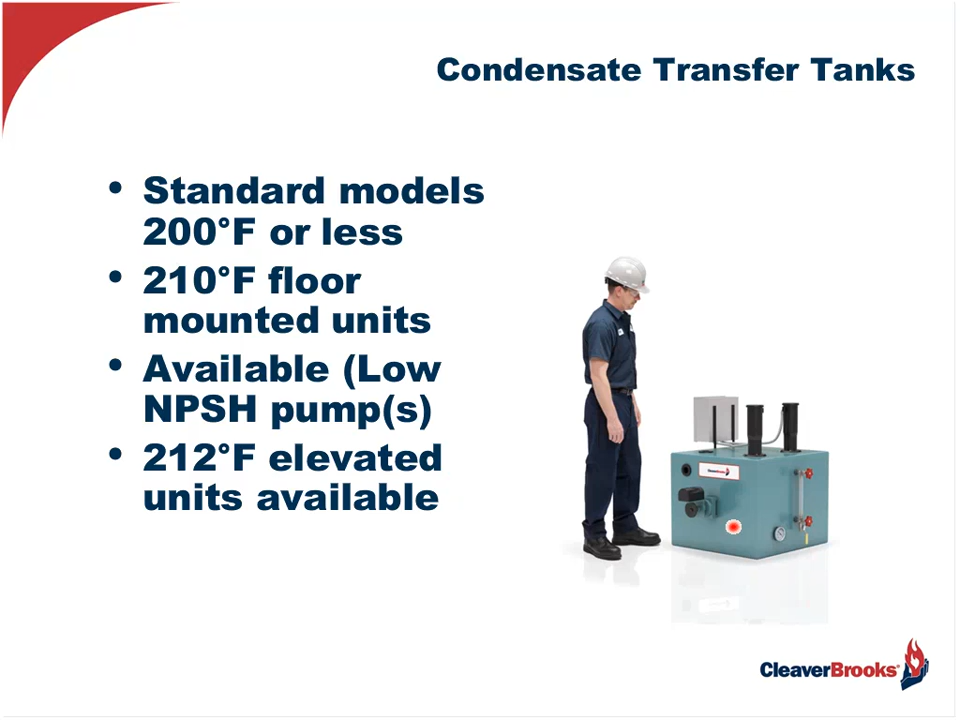 Condensate Transfer Tanks
• Standard models
200°F or less
• 210°F floor
mounted units
• Available (Low
NPSH pump(s)
• 212°F elevated
units available
CleaverBrooks
CleaverBrooks®